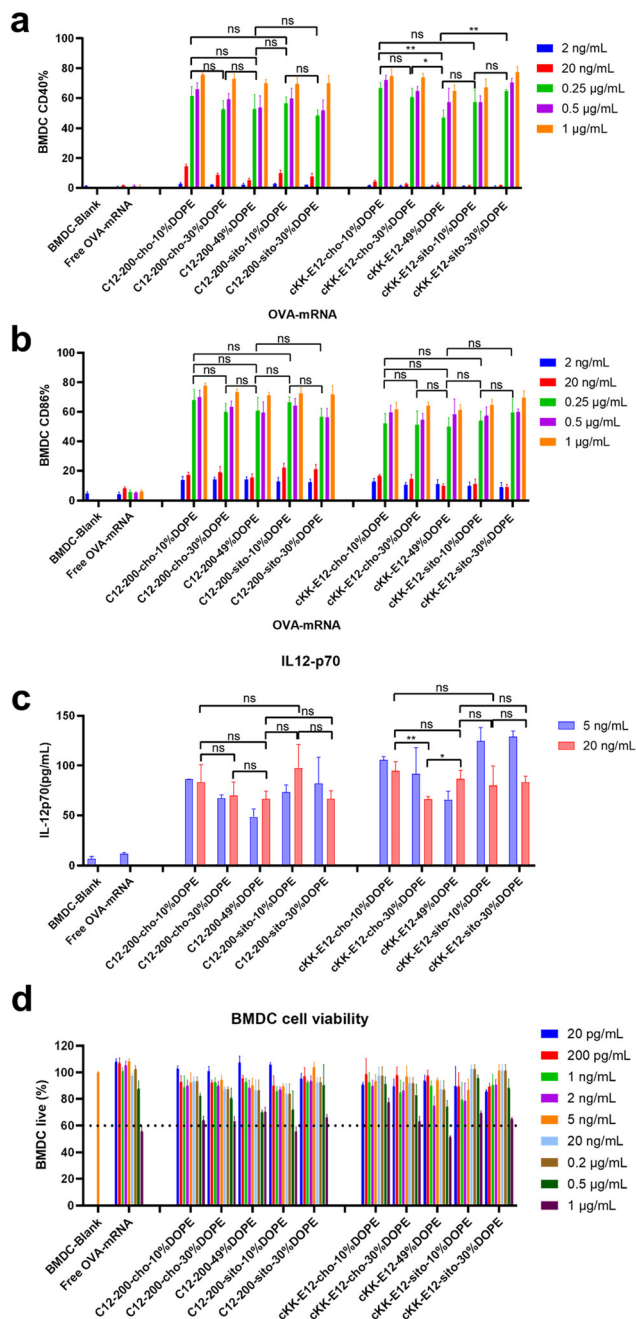 a
ns
ns
**
ns
ns
ns
**
ns
ns
ns
ns
*
ns
ns
BMDC CD40%
100
80
60
40
20
0
2 ng/mL
20 ng/mL
0.25 µg/mL
0.5 µg/mL
1 µg/mL
BMDC-Blank
Free OVA-mRNA
C12-200-cho-10%DOPE
C12-200-cho-30%DOPE
C12-200-49%DOPE
C12-200-sito-10%DOPE
C12-200-sito-30%DOPE
cKK-E12-cho-10%DOPE
cKK-E12-cho-30%DOPE
cKK-E12-49%DOPE
cKK-E12-sito-10%DOPE
cKK-E12-sito-30%DOPE
OVA-mRNA
b
ns
ns
ns
ns
ns
ns
ns
ns
ns
ns
ns
ns
ns
ns
BMDC CD86%
100
80
60
40
20
0
2 ng/mL
20 ng/mL
0.25 µg/mL
0.5 µg/mL
1 µg/mL
BMDC-Blank
Free OVA-mRNA
C12-200-cho-10%DOPE
C12-200-cho-30%DOPE
C12-200-49%DOPE
C12-200-sito-10%DOPE
C12-200-sito-30%DOPE
cKK-E12-cho-10%DOPE
cKK-E12-cho-30%DOPE
cKK-E12-49%DOPE
cKK-E12-sito-10%DOPE
cKK-E12-sito-30%DOPE
OVA-mRNA
IL12-p70
c
ns
ns
ns
ns
ns
ns
ns
ns
ns
ns
ns
ns
**
*
IL-12p70(pg/mL)
150
100
50
0
5 ng/mL
20 ng/mL
BMDC-Blank
Free OVA-mRNA
C12-200-cho-10%DOPE
C12-200-cho-30%DOPE
C12-200-49%DOPE
C12-200-sito-10%DOPE
C12-200-sito-30%DOPE
cKK-E12-cho-10%DOPE
cKK-E12-cho-30%DOPE
cKK-E12-49%DOPE
cKK-E12-sito-10%DOPE
cKK-E12-sito-30%DOPE
d
BMDC cell viability
BMDC live (%)
120
100
80
60
40
20
0
20 pg/mL
200 pg/mL
1 ng/mL
2 ng/mL
5 ng/mL
20 ng/mL
0.2 µg/mL
0.5 µg/mL
1 µg/mL
BMDC-Blank
Free OVA-mRNA
C12-200-cho-10%DOPE
C12-200-cho-30%DOPE
C12-200-49%DOPE
C12-200-sito-10%DOPE
C12-200-sito-30%DOPE
cKK-E12-cho-10%DOPE
cKK-E12-cho-30%DOPE
cKK-E12-49%DOPE
cKK-E12-sito-10%DOPE
cKK-E12-sito-30%DOPE